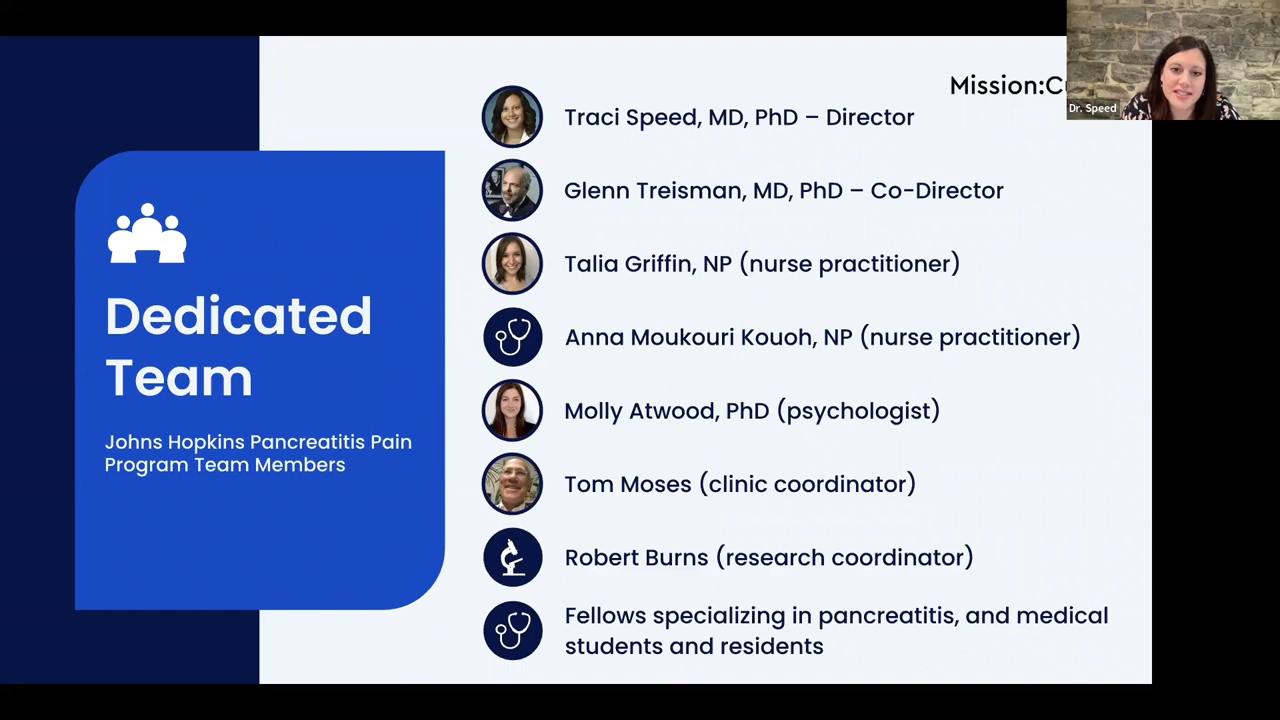 Mission:Cu
Dr. Speed
Traci Speed, MD, PhD – Director
Glenn Treisman, MD, PhD – Co-Director
Talia Griffin, NP (nurse practitioner)
Anna Moukouri Kouoh, NP (nurse practitioner)
Molly Atwood, PhD (psychologist)
Tom Moses (clinic coordinator)
Robert Burns (research coordinator)
Fellows specializing in pancreatitis, and medical
students and residents
Dedicated
Team
Johns Hopkins Pancreatitis Pain
Program Team Members